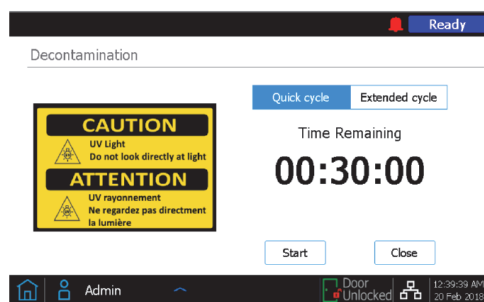 Ready
Decontamination
Quick cycle
Extended cycle
CAUTION
UV Light
Do not look directly at light
ATTENTION
UV rayonnement
Ne regardez pas directment
la lumière
Time Remaining
00:30:00
Start
Close
Admin
Door
Unlocked
12:39:39 AM
20 Feb 2018